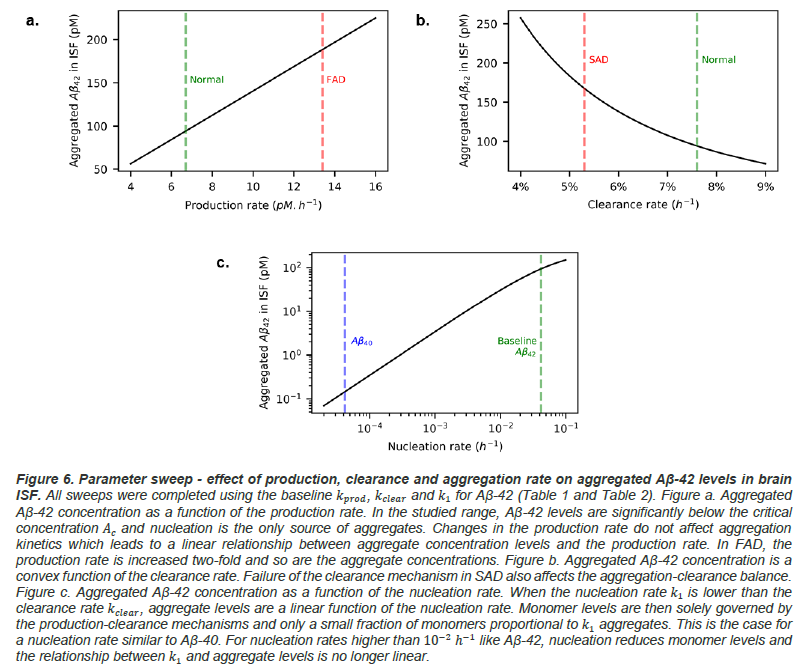 a.
Aggregated Aβ42 in ISF (pM)
200
150
100
50
Normal
FAD
4 6 8 10 12 14 16
Production rate (pM. h⁻¹)
b.
Aggregated Aβ42 in ISF (pM)
250
200
150
100
SAD
Normal
4% 5% 6% 7% 8% 9%
Clearance rate (h⁻¹)
c.
Aggregated Aβ₄₂ in ISF (pM)
10²
10¹
10⁰
10⁻¹
Aβ₄₀
Baseline
Aβ₄₂
10⁻⁴ 10⁻³ 10⁻² 10⁻¹
Nucleation rate (h⁻¹)
Figure 6. Parameter sweep - effect of production, clearance and aggregation rate on aggregated Aβ-42 levels in brain
ISF. All sweeps were completed using the baseline k_prod, k_clear and k₁ for Aβ-42 (Table 1 and Table 2). Figure a. Aggregated
Aβ-42 concentration as a function of the production rate. In the studied range, Aβ-42 levels are significantly below the critical
concentration A_c and nucleation is the only source of aggregates. Changes in the production rate do not affect aggregation
kinetics which leads to a linear relationship between aggregate concentration levels and the production rate. In FAD, the
production rate is increased two-fold and so are the aggregate concentrations. Figure b. Aggregated Aβ-42 concentration is a
convex function of the clearance rate. Failure of the clearance mechanism in SAD also affects the aggregation-clearance balance.
Figure c. Aggregated Aβ-42 concentration as a function of the nucleation rate. When the nucleation rate k₁ is lower than the
clearance rate k_clear, aggregate levels are a linear function of the nucleation rate. Monomer levels are then solely governed by
the production-clearance mechanisms and only a small fraction of monomers proportional to k₁ aggregates. This is the case for
a nucleation rate similar to Aβ-40. For nucleation rates higher than 10⁻² h⁻¹ like Aβ-42, nucleation reduces monomer levels and
the relationship between k₁ and aggregate levels is no longer linear.